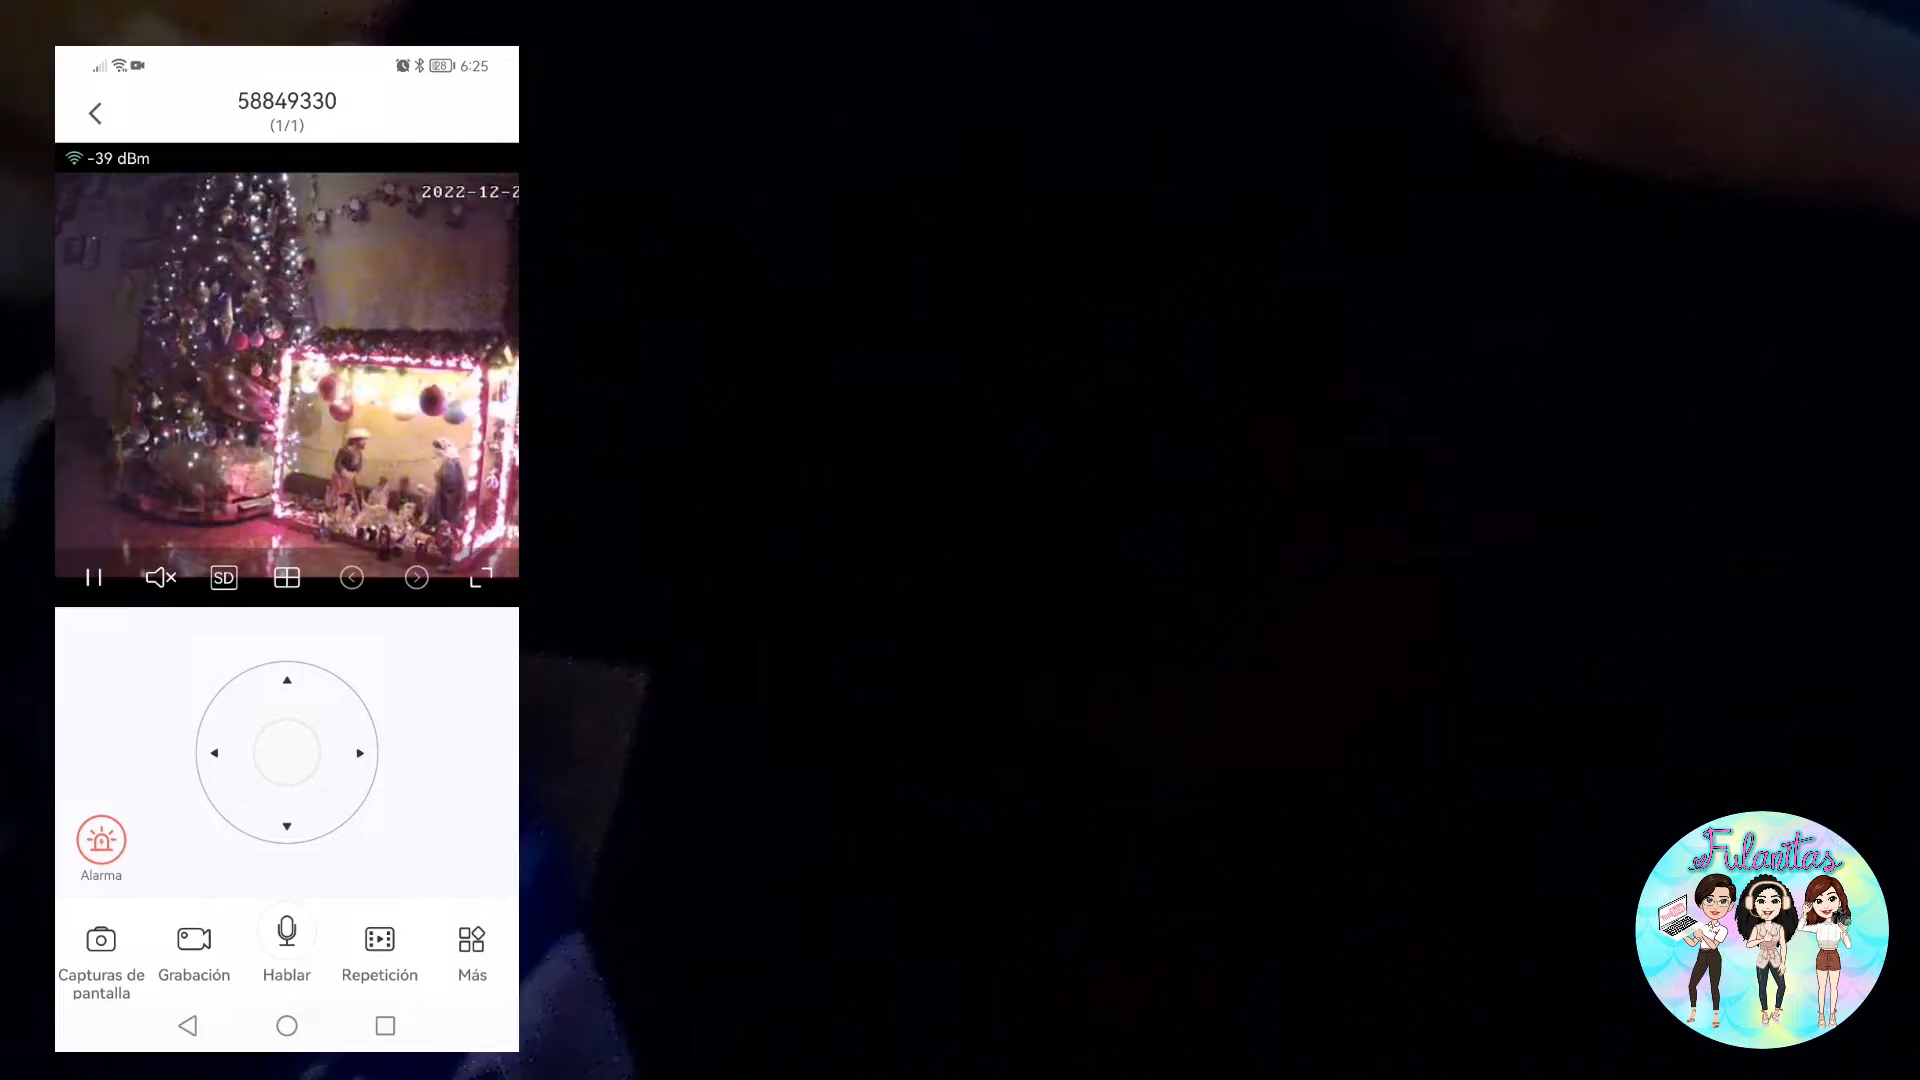 6:25
28
58849330
(1/1)
-39 dBm
2022-12-2
SD
Alarma
Capturas de
pantalla
Grabación
Hablar
Repetición
Más
Fulanitas